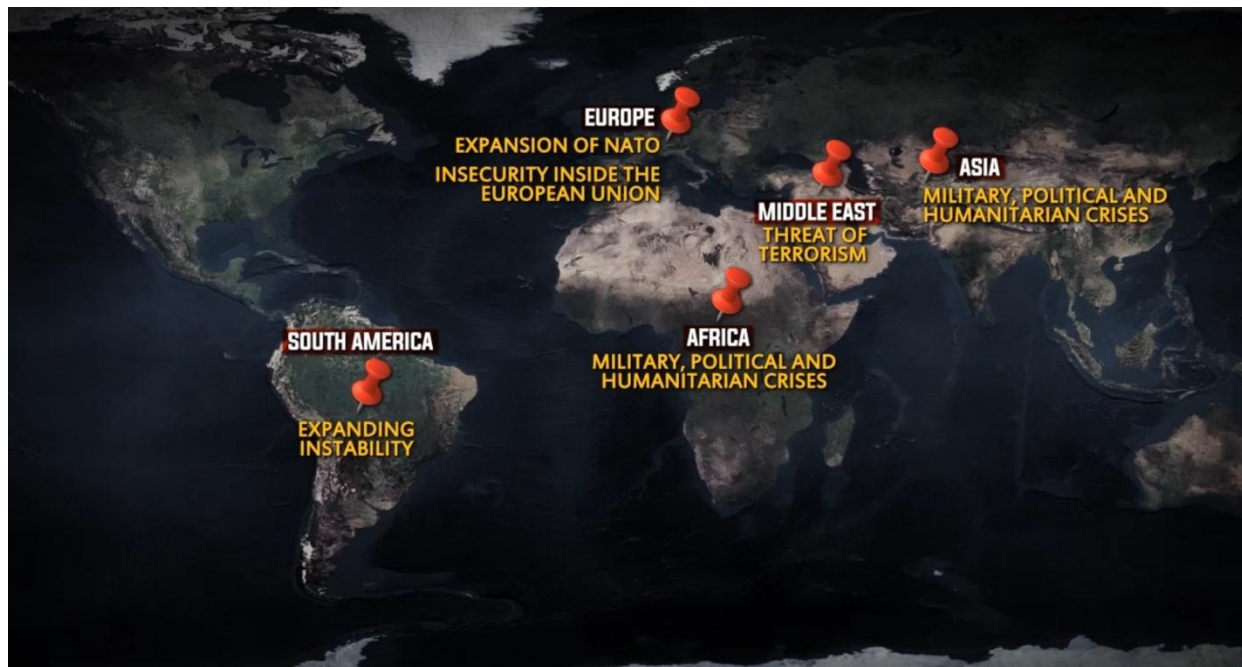 EUROPE
EXPANSION OF NATO
INSECURITY INSIDE THE
EUROPEAN UNION
ASIA
MILITARY, POLITICAL AND
HUMANITARIAN CRISES
MIDDLE EAST
THREAT OF
TERRORISM
AFRICA
MILITARY, POLITICAL AND
HUMANITARIAN CRISES
SOUTH AMERICA
EXPANDING
INSTABILITY